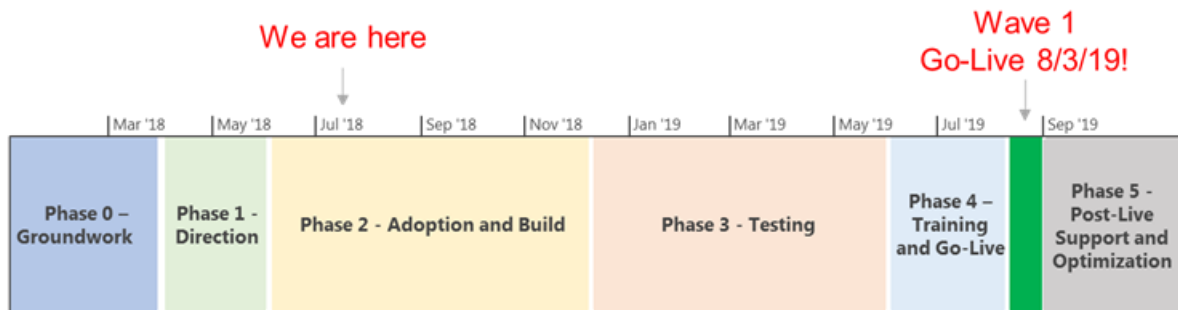 We are here
Wave 1
Go-Live 8/3/19!
Mar '18
May '18
Jul '18
Sep '18
Nov '18
Jan '19
Mar '19
May '19
Jul '19
Sep '19
Phase 0 –
Groundwork
Phase 1 -
Direction
Phase 2 - Adoption and Build
Phase 3 - Testing
Phase 4 –
Training
and Go-Live
Phase 5 -
Post-Live
Support and
Optimization